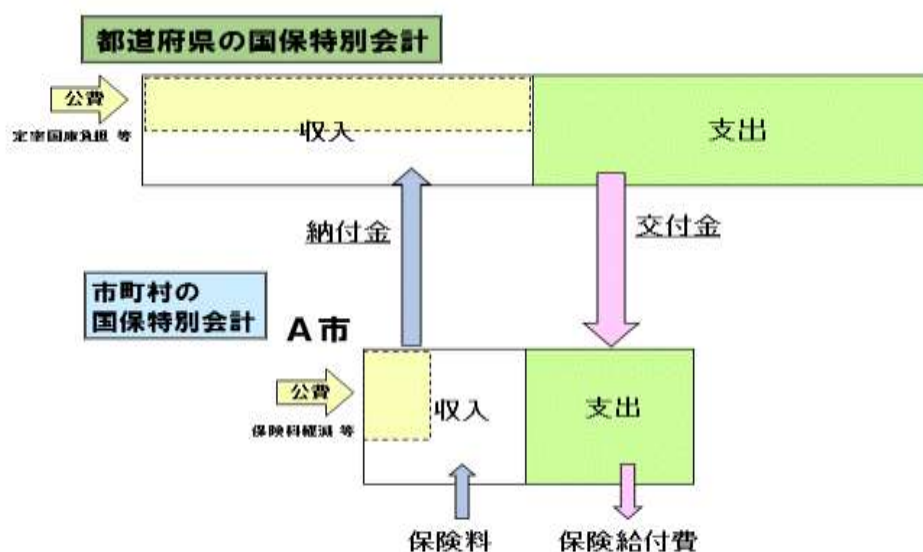 都道府県の国保特別会計
公費
定率国庫負担 等
収入
支出
納付金
交付金
市町村の
国保特別会計
A市
公費
保険料軽減 等
収入
支出
保険料
保険給付費